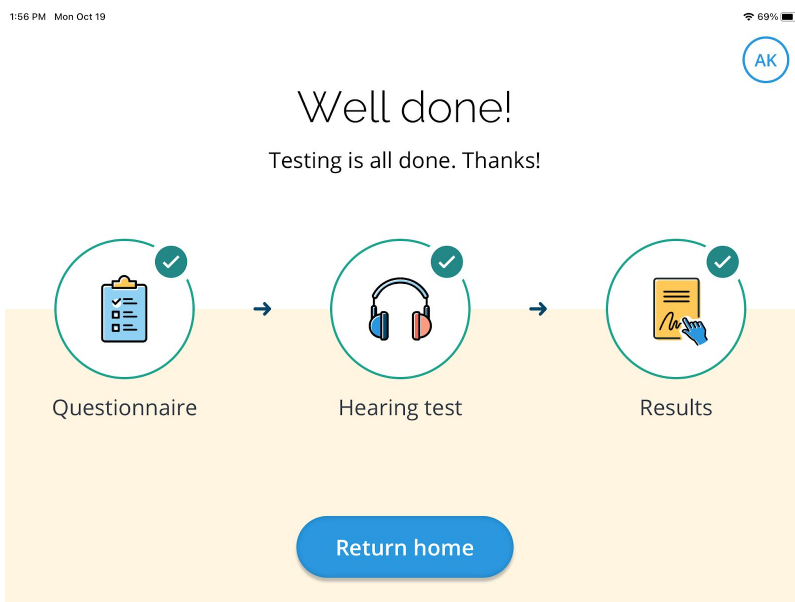 1:56 PM Mon Oct 19
69%
AK
Well done!
Testing is all done. Thanks!
Questionnaire
Hearing test
Results
Return home